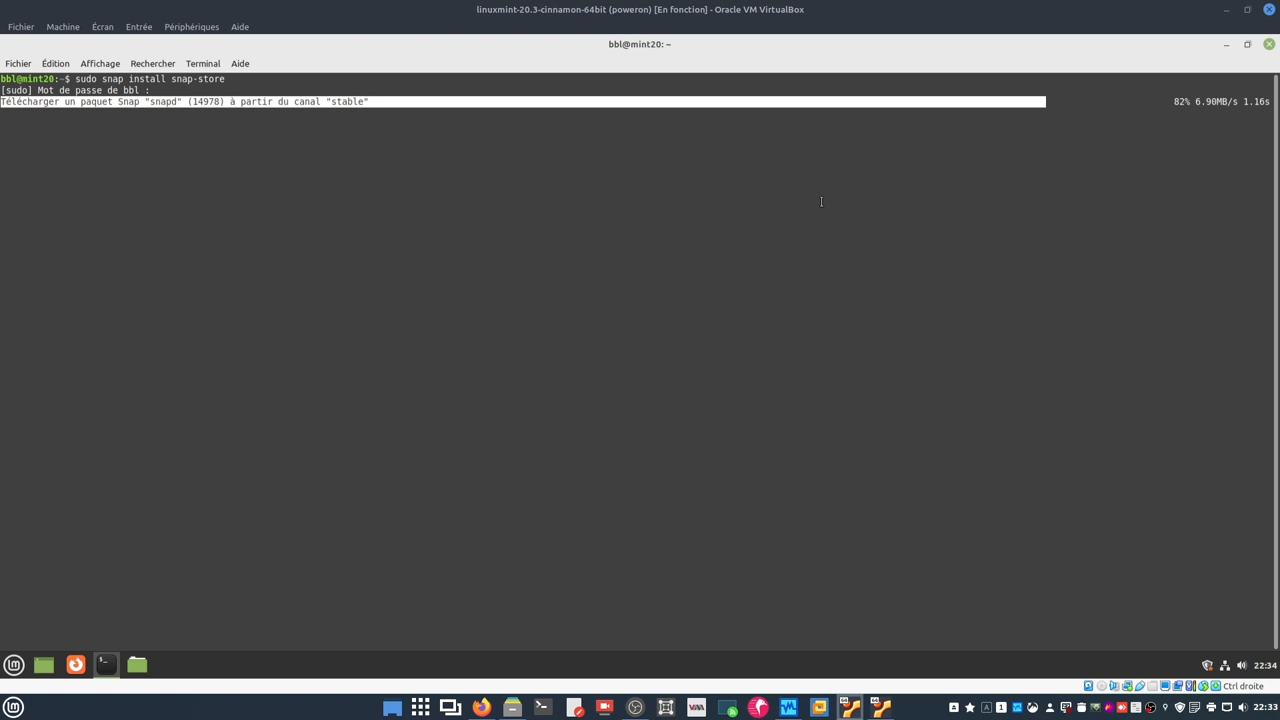 linuxmint-20.3-cinnamon-64bit (poweron) [En fonction] - Oracle VM VirtualBox
Fichier Machine Écran Entrée Périphériques Aide
bbl@mint20: ~
Fichier Édition Affichage Rechercher Terminal Aide
bbl@mint20:~$ sudo snap install snap-store
[sudo] Mot de passe de bbl :
Télécharger un paquet Snap "snapd" (14978) à partir du canal "stable" 82% 6.90MB/s 1.16s
22:34
Ctrl droite
22:33